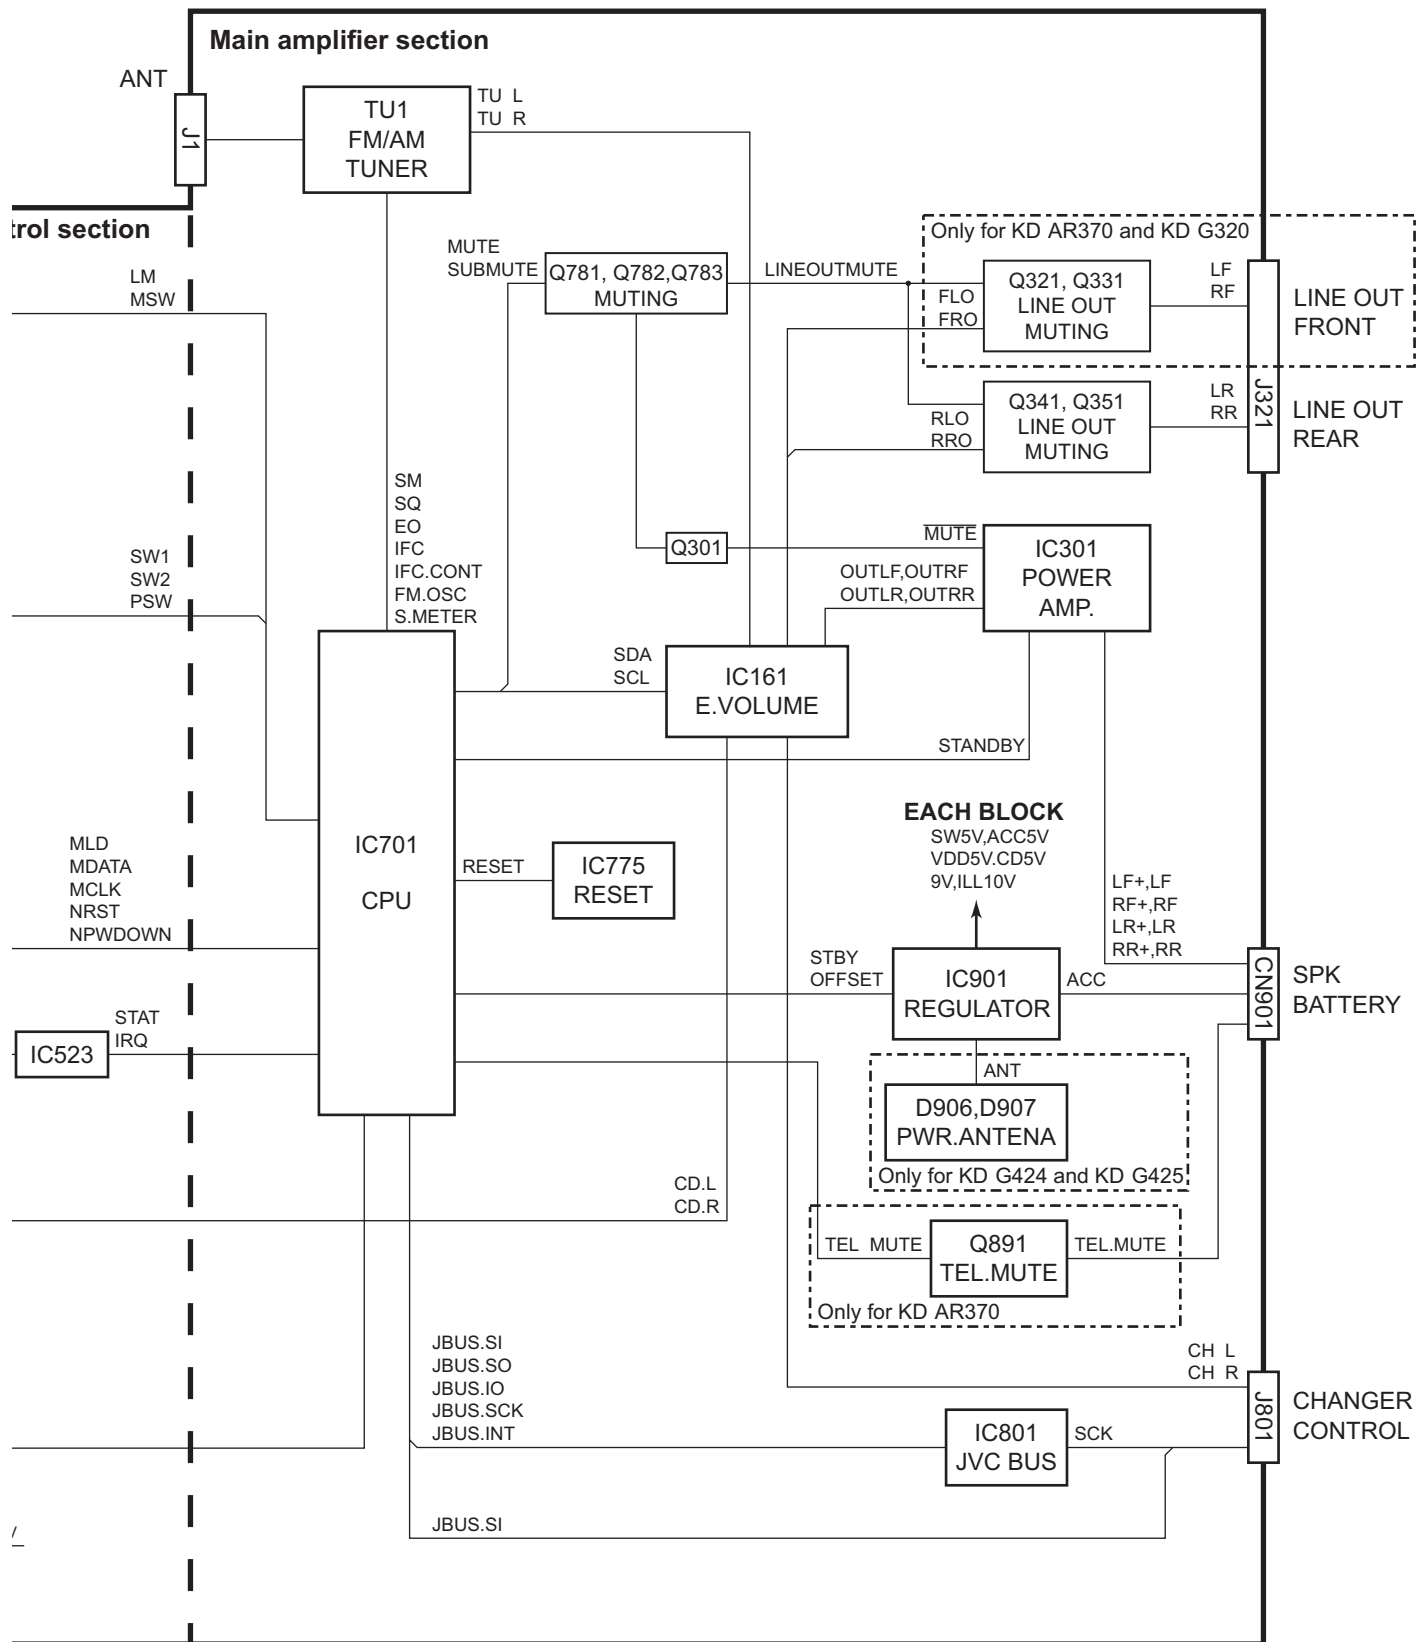 Main amplifier section
ANT
J1
TU1
FM/AM
TUNER
TU L
TU R
trol section
LM
MSW
MUTE
SUBMUTE
Q781, Q782,Q783
MUTING
LINEOUTMUTE
Only for KD AR370 and KD G320
FLO
FRO
Q321, Q331
LINE OUT
MUTING
LF
RF
LINE OUT
FRONT
J321
RLO
RRO
Q341, Q351
LINE OUT
MUTING
LR
RR
LINE OUT
REAR
SM
SQ
EO
IFC
IFC.CONT
FM.OSC
S.METER
SW1
SW2
PSW
Q301
MUTE
OUTLF,OUTRF
OUTLR,OUTRR
IC301
POWER
AMP.
SDA
SCL
IC161
E.VOLUME
STANDBY
IC701
CPU
MLD
MDATA
MCLK
NRST
NPWDOWN
RESET
IC775
RESET
EACH BLOCK
SW5V,ACC5V
VDD5V.CD5V
9V,ILL10V
LF+,LF
RF+,RF
LR+,LR
RR+,RR
STBY
OFFSET
IC901
REGULATOR
ACC
CN901
SPK
BATTERY
IC523
STAT
IRQ
ANT
D906,D907
PWR.ANTENA
Only for KD G424 and KD G425
CD.L
CD.R
TEL MUTE
Q891
TEL.MUTE
TEL.MUTE
Only for KD AR370
JBUS.SI
JBUS.SO
JBUS.IO
JBUS.SCK
JBUS.INT
CH L
CH R
IC801
JVC BUS
SCK
J801
CHANGER
CONTROL
JBUS.SI